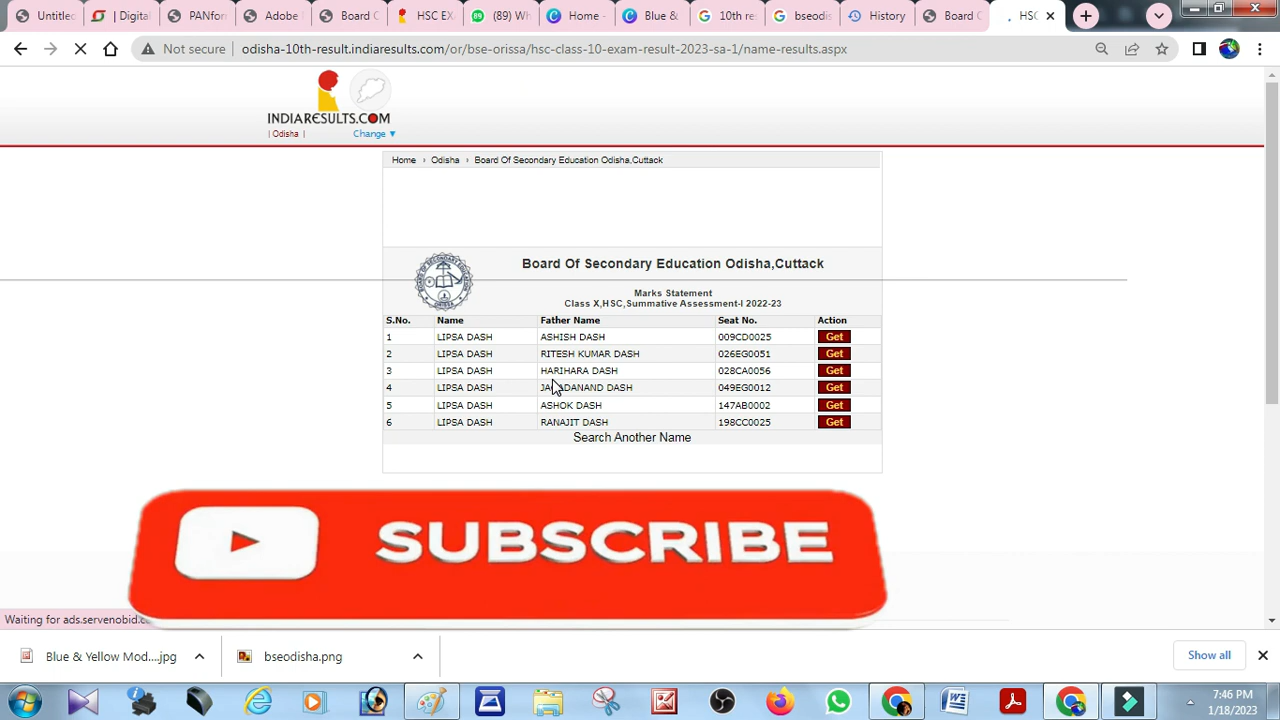 Untitle
| Digital
PANfor
Adobe
Board C
HSC EX
(89)
Home -
Blue &
10th re
bseodis
History
HSC
Not secure
odisha-10th-result.indiaresults.com/or/bse-orissa/hsc-class-10-exam-result-2023-sa-1/name-results.aspx
INDIARESULTS.COM
| Odisha |
Change ▼
Home › Odisha › Board Of Secondary Education Odisha,Cuttack
Board Of Secondary Education Odisha,Cuttack
Marks Statement
Class X,HSC,Summative Assessment-I 2022-23
S.No. Name Father Name Seat No. Action
1 LIPSA DASH ASHISH DASH 009CD0025 Get
2 LIPSA DASH RITESH KUMAR DASH 026EG0051 Get
3 LIPSA DASH HARIHARA DASH 028CA0056 Get
4 LIPSA DASH DASH 049EG0012 Get
5 LIPSA DASH ASHOK DASH 147AB0002 Get
6 LIPSA DASH RANAJIT DASH 198CC0025 Get
Search Another Name
SUBSCRIBE
Waiting for ads.servenobid.c
Blue & Yellow Mod....jpg
bseodisha.png
Show all
7:46 PM
1/18/2023